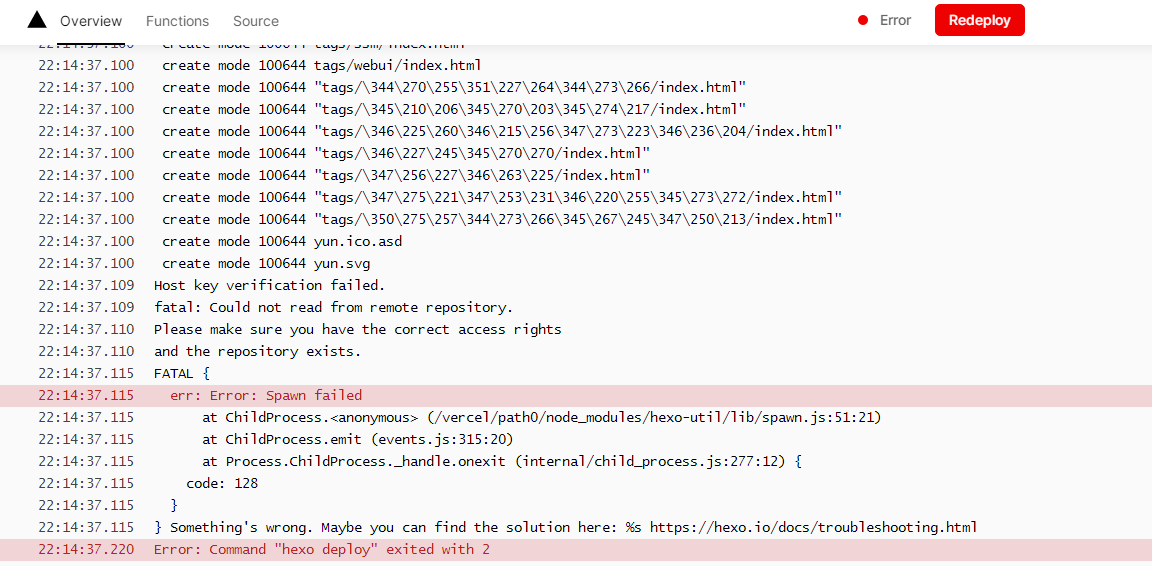 Overview Functions Source Error Redeploy
22:14:37.100 create mode 100644 tags/ssm/index.html
22:14:37.100 create mode 100644 tags/webui/index.html
22:14:37.100 create mode 100644 "tags/\344\270\255\351\227\264\344\273\266/index.html"
22:14:37.100 create mode 100644 "tags/\345\210\206\345\270\203\345\274\217/index.html"
22:14:37.100 create mode 100644 "tags/\346\225\260\346\215\256\347\273\223\346\236\204/index.html"
22:14:37.100 create mode 100644 "tags/\346\227\245\345\270\270/index.html"
22:14:37.100 create mode 100644 "tags/\347\256\227\346\263\225/index.html"
22:14:37.100 create mode 100644 "tags/\347\275\221\347\253\231\346\220\255\345\273\272/index.html"
22:14:37.100 create mode 100644 "tags/\350\275\257\344\273\266\345\267\245\347\250\213/index.html"
22:14:37.100 create mode 100644 yun.ico.asd
22:14:37.100 create mode 100644 yun.svg
22:14:37.109 Host key verification failed.
22:14:37.109 fatal: Could not read from remote repository.
22:14:37.110 Please make sure you have the correct access rights
22:14:37.110 and the repository exists.
22:14:37.115 FATAL {
22:14:37.115 err: Error: Spawn failed
22:14:37.115 at ChildProcess.<anonymous> (/vercel/path0/node_modules/hexo-util/lib/spawn.js:51:21)
22:14:37.115 at ChildProcess.emit (events.js:315:20)
22:14:37.115 at Process.ChildProcess._handle.onexit (internal/child_process.js:277:12) {
22:14:37.115 code: 128
22:14:37.115 }
22:14:37.115 } Something's wrong. Maybe you can find the solution here: %s https://hexo.io/docs/troubleshooting.html
22:14:37.220 Error: Command "hexo deploy" exited with 2